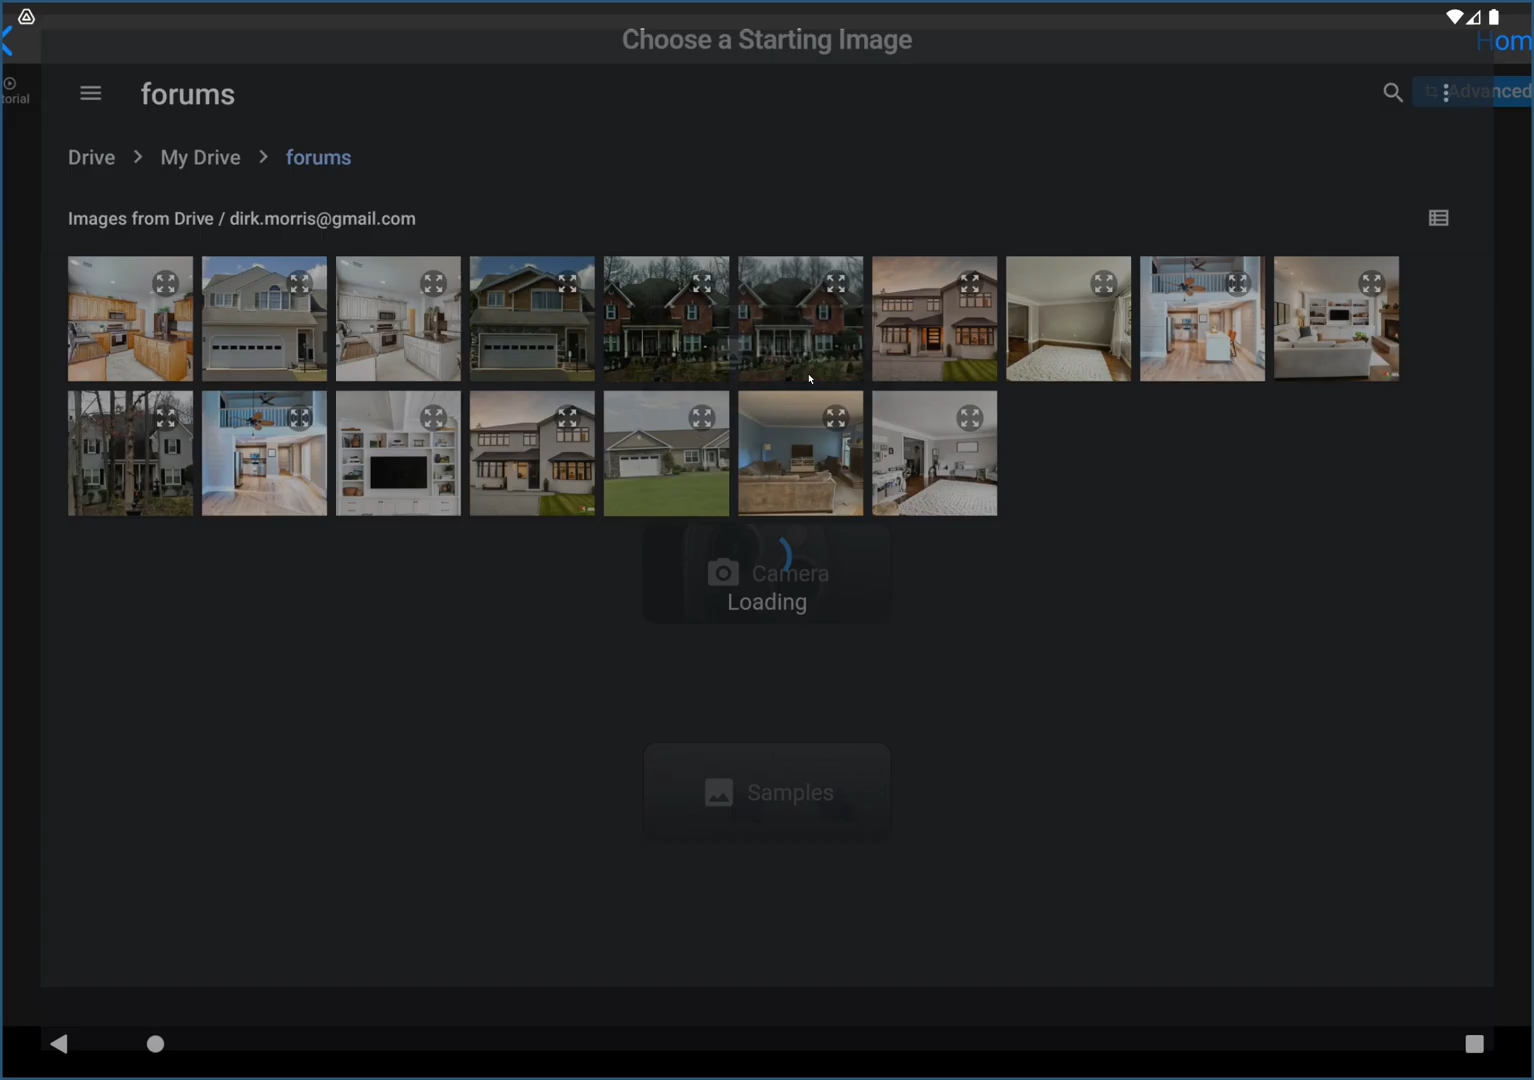 Choose a Starting Image
Hom
torial
forums
Advanced
Drive > My Drive > forums
Images from Drive / dirk.morris@gmail.com
Camera
Loading
Samples